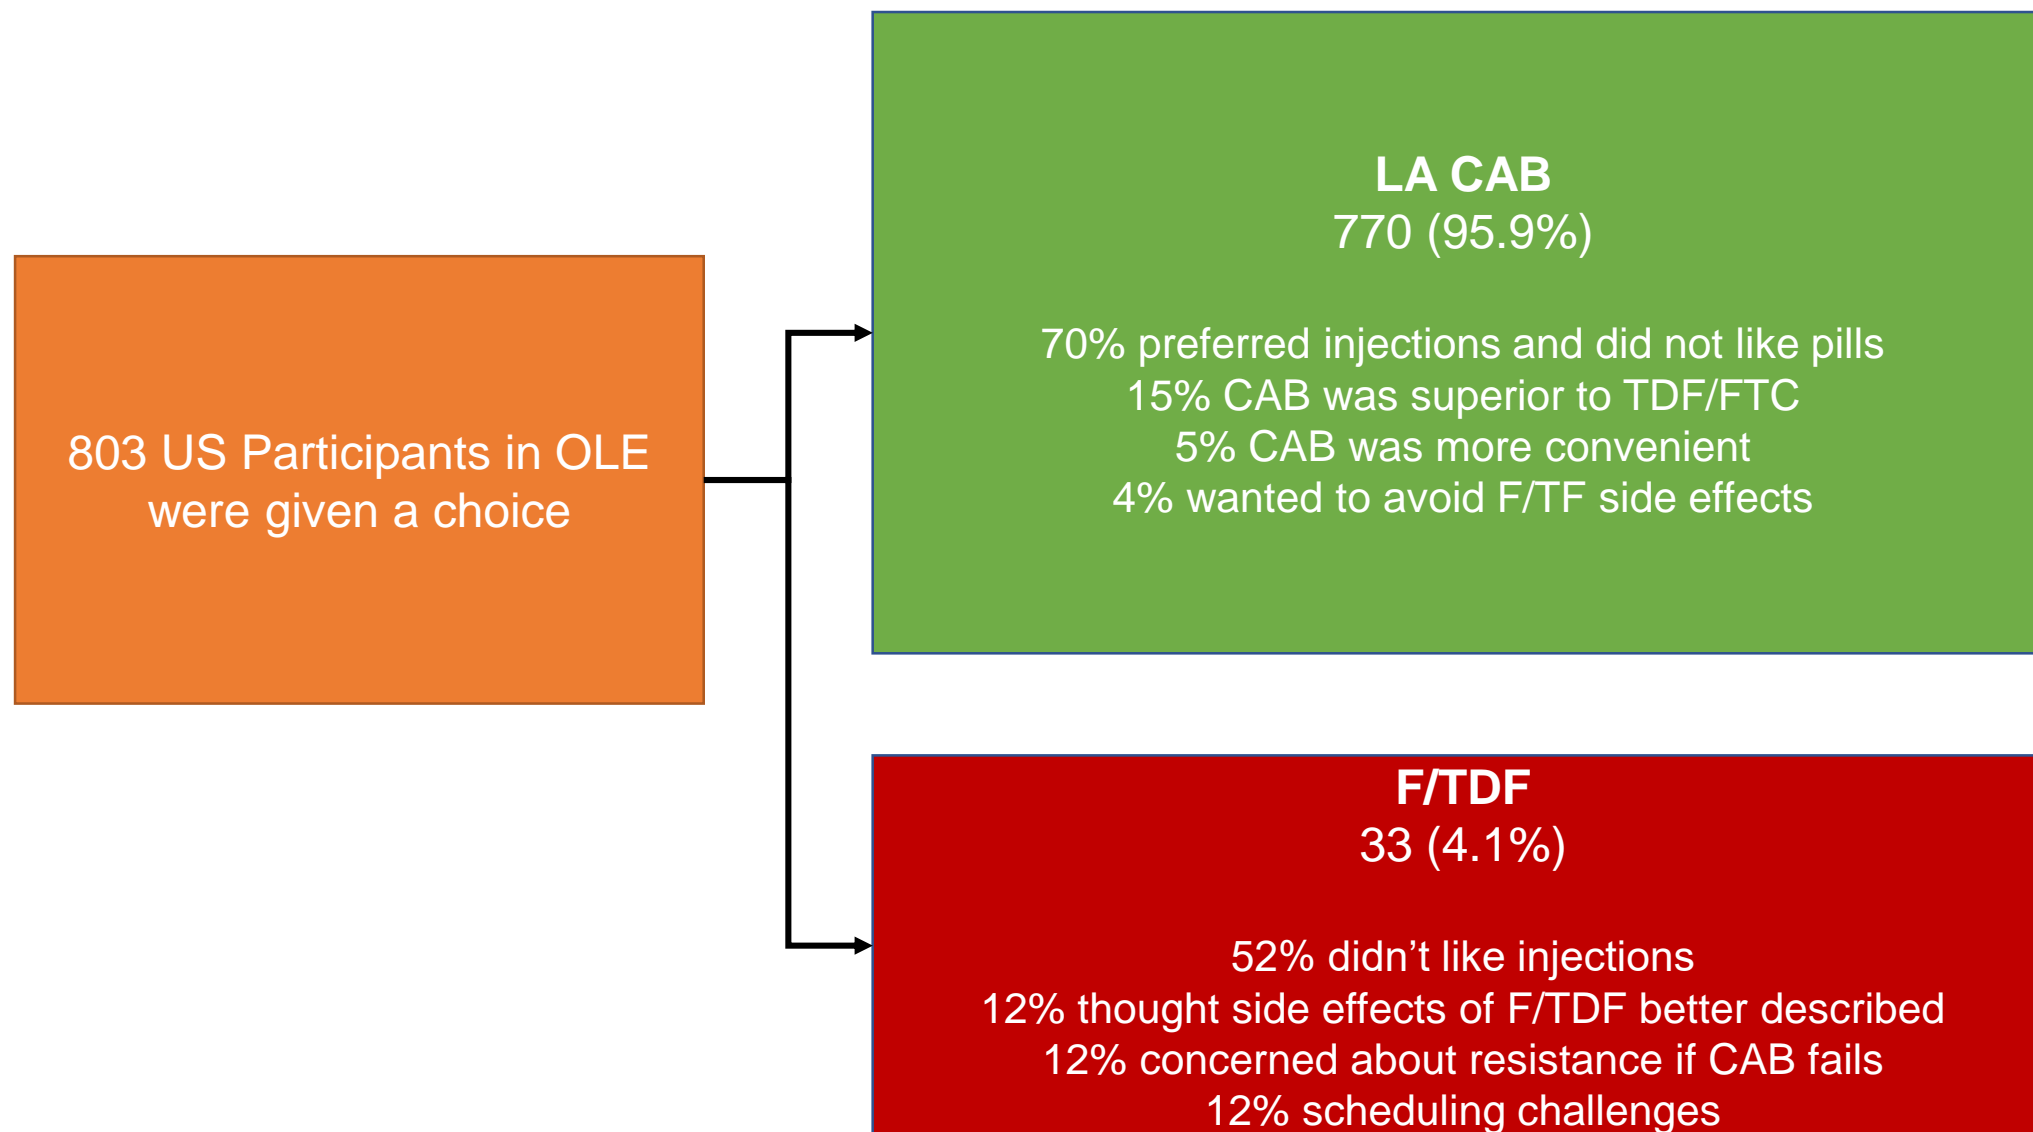 803 US Participants in OLE
were given a choice
LA CAB
770 (95.9%)
70% preferred injections and did not like pills
15% CAB was superior to TDF/FTC
5% CAB was more convenient
4% wanted to avoid F/TF side effects
F/TDF
33 (4.1%)
52% didn’t like injections
12% thought side effects of F/TDF better described
12% concerned about resistance if CAB fails
12% scheduling challenges